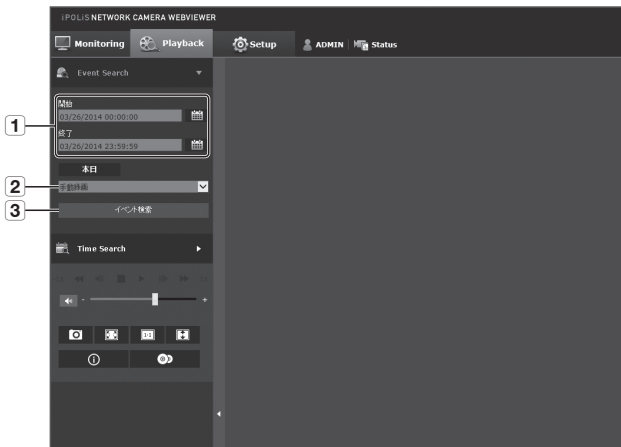 iPOLiS NETWORK CAMERA WEBVIEWER
Monitoring Playback Setup ADMIN Status
Event Search
開始
1
03/26/2014 00:00:00
終了
03/26/2014 23:59:59
本日
2
手動録画
3
イベント検索
Time Search
- +
1:1